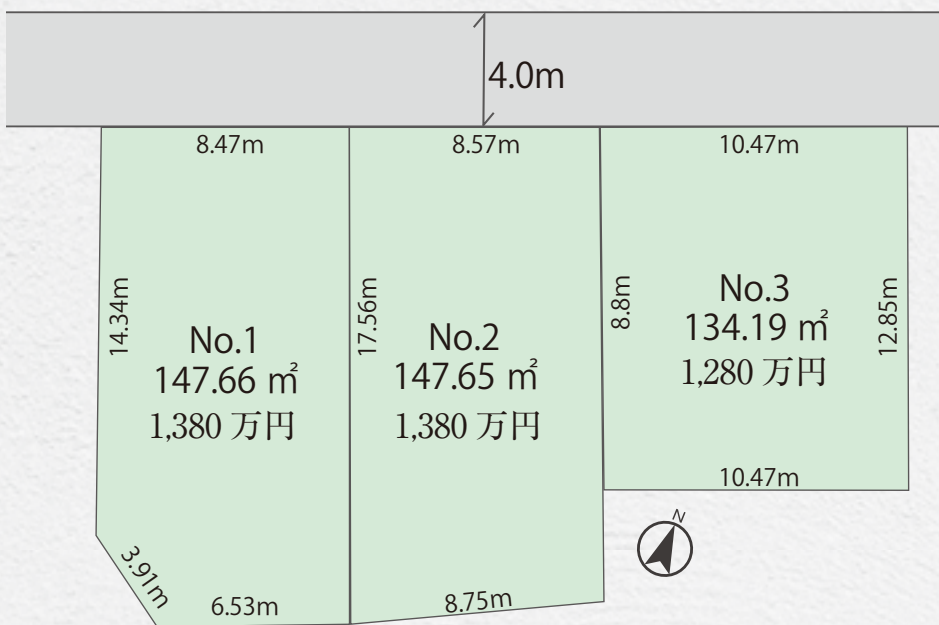 4.0m
8.47m
8.57m
10.47m
14.34m
17.56m
8.8m
12.85m
No.1
147.66 ㎡
1,380 万円
No.2
147.65 ㎡
1,380 万円
No.3
134.19 ㎡
1,280 万円
10.47m
N
3.91m
6.53m
8.75m